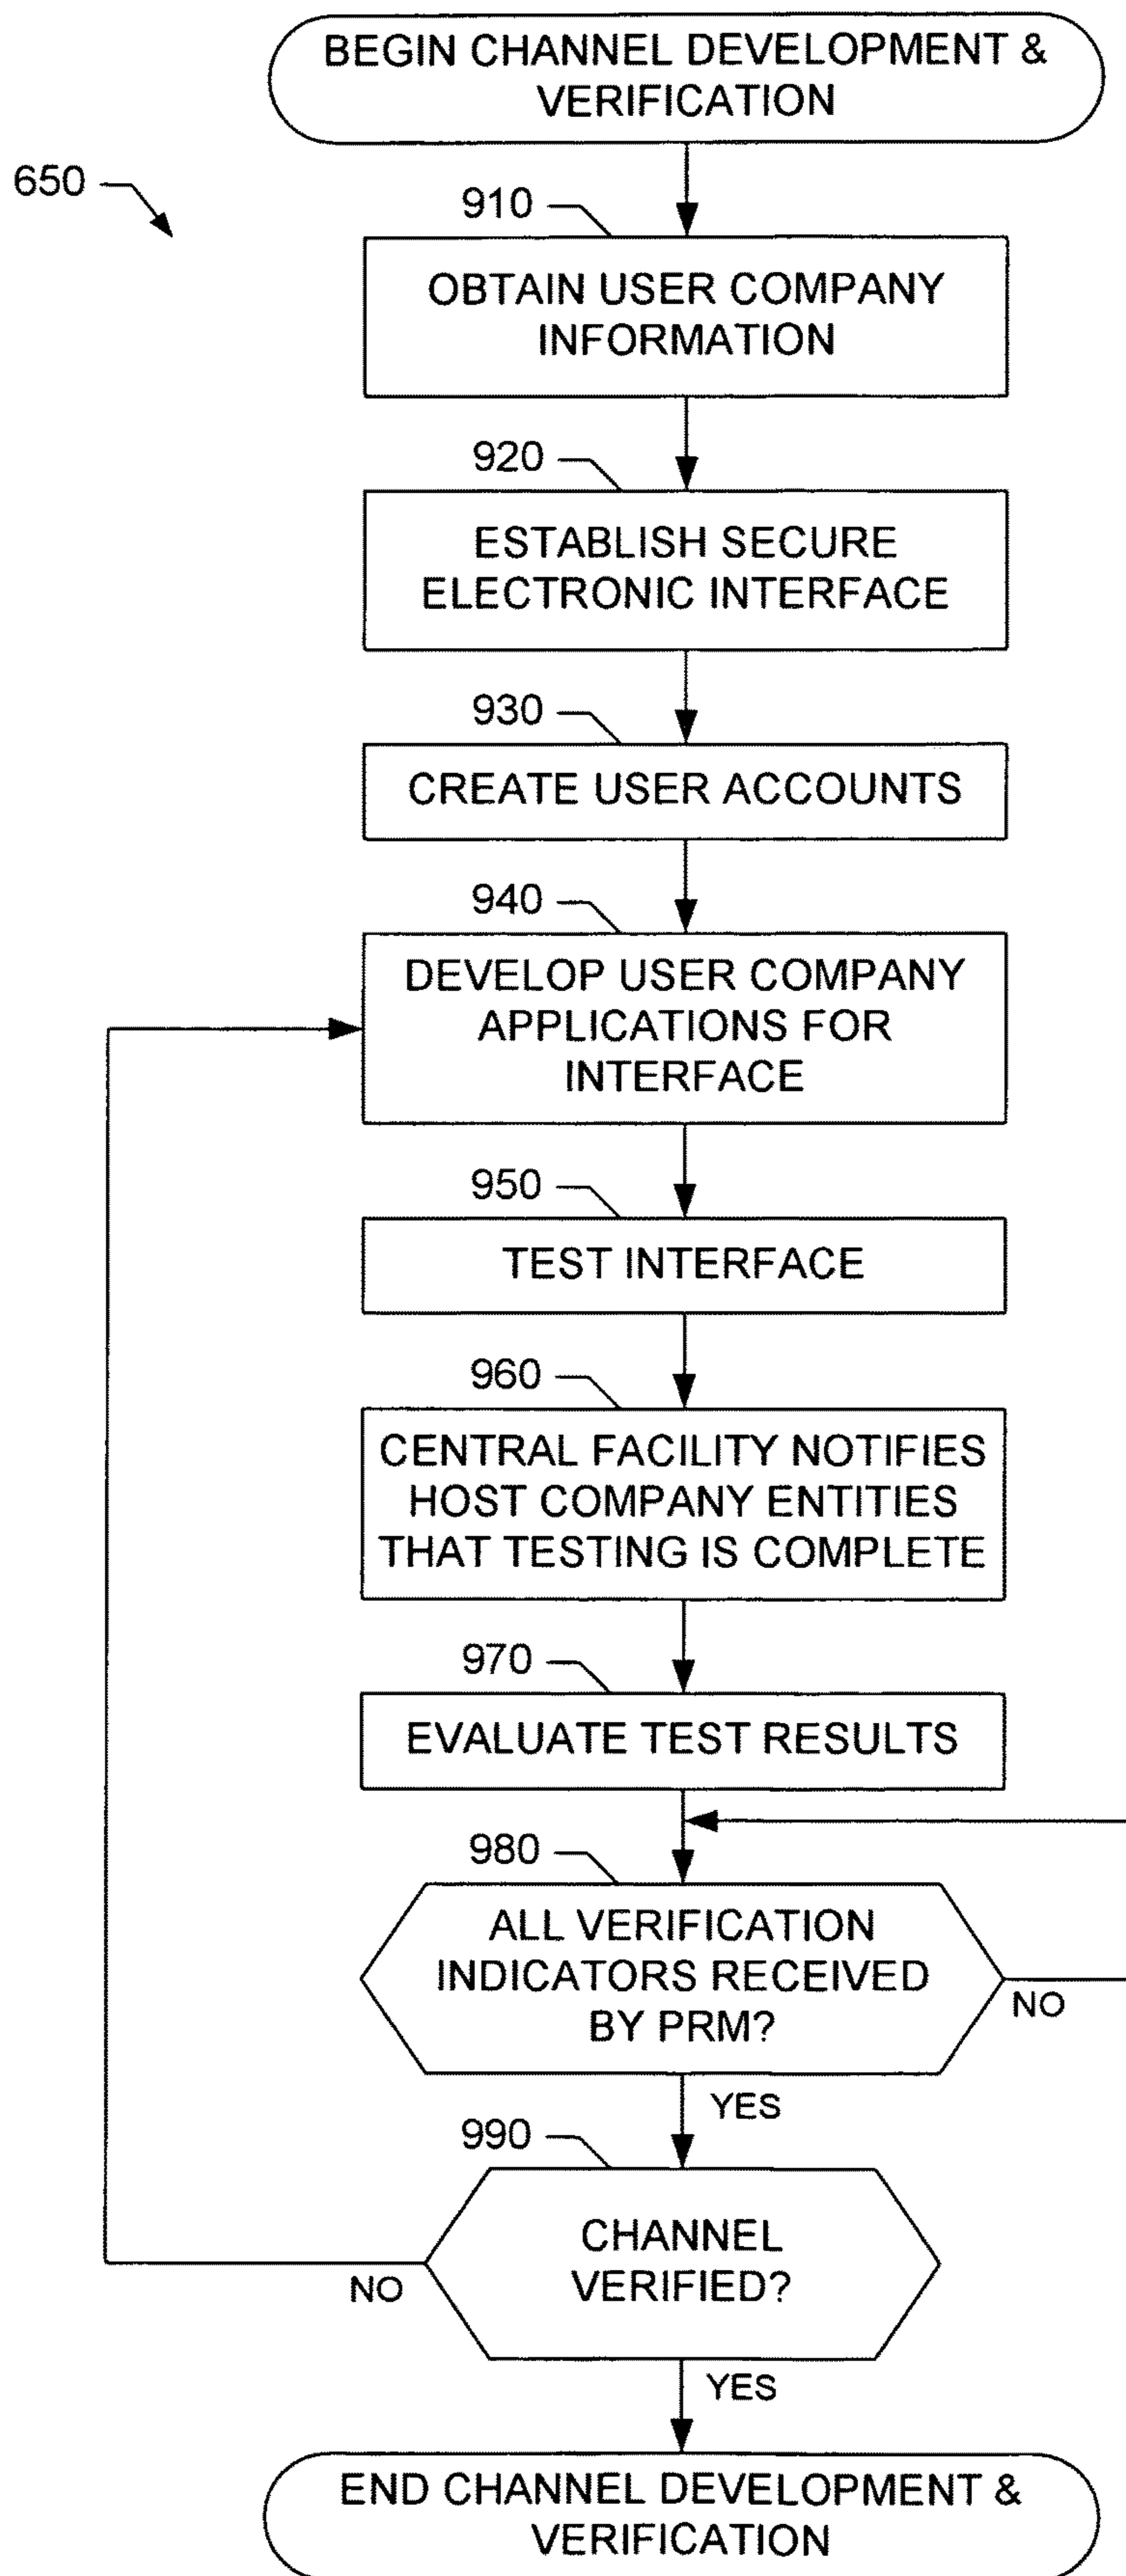 BEGIN CHANNEL DEVELOPMENT &
VERIFICATION
650
910
OBTAIN USER COMPANY
INFORMATION
920
ESTABLISH SECURE
ELECTRONIC INTERFACE
930
CREATE USER ACCOUNTS
940
DEVELOP USER COMPANY
APPLICATIONS FOR
INTERFACE
950
TEST INTERFACE
960
CENTRAL FACILITY NOTIFIES
HOST COMPANY ENTITIES
THAT TESTING IS COMPLETE
970
EVALUATE TEST RESULTS
980
ALL VERIFICATION
INDICATORS RECEIVED
BY PRM?
NO
YES
990
CHANNEL
VERIFIED?
NO
YES
END CHANNEL DEVELOPMENT &
VERIFICATION